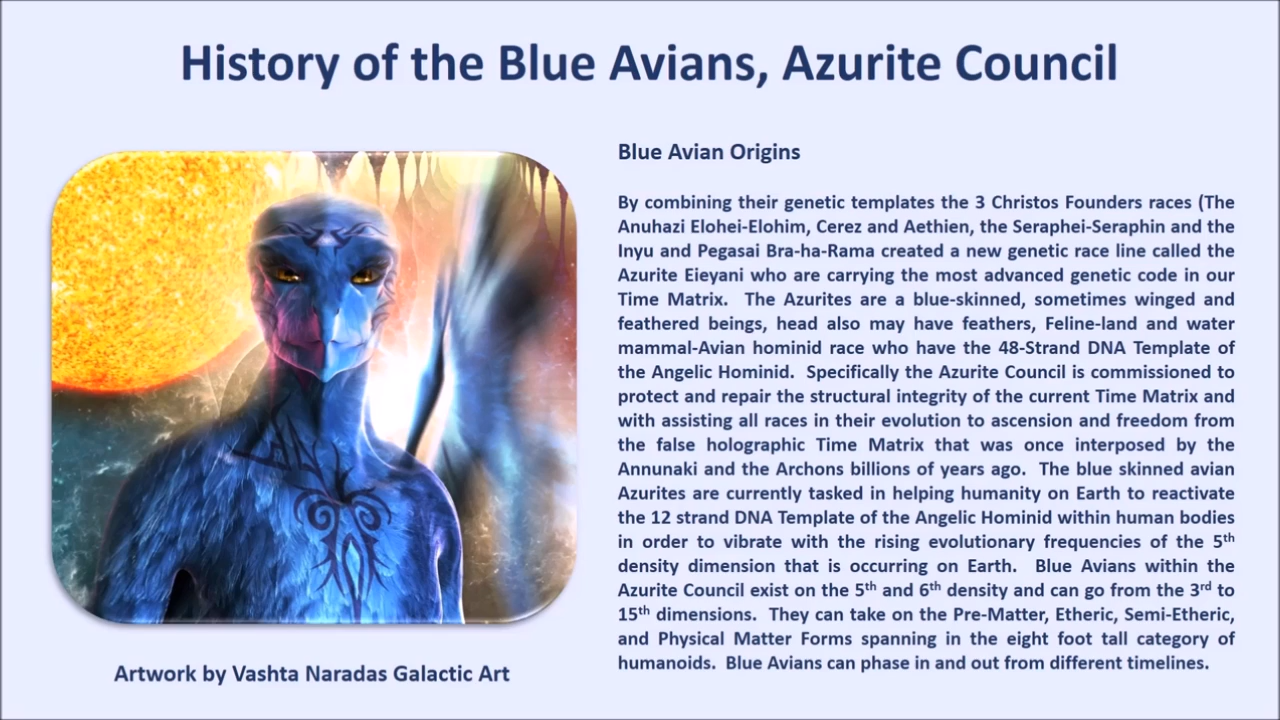 History of the Blue Avians, Azurite Council
Blue Avian Origins
By combining their genetic templates the 3 Christos Founders races (The
Anuhazi Elohei-Elohim, Cerez and Aethien, the Seraphei-Seraphin and the
Inyu and Pegasai Bra-ha-Rama created a new genetic race line called the
Azurite Eieyani who are carrying the most advanced genetic code in our
Time Matrix. The Azurites are a blue-skinned, sometimes winged and
feathered beings, head also may have feathers, Feline-land and water
mammal-Avian hominid race who have the 48-Strand DNA Template of
the Angelic Hominid. Specifically the Azurite Council is commissioned to
protect and repair the structural integrity of the current Time Matrix and
with assisting all races in their evolution to ascension and freedom from
the false holographic Time Matrix that was once interposed by the
Annunaki and the Archons billions of years ago. The blue skinned avian
Azurites are currently tasked in helping humanity on Earth to reactivate
the 12 strand DNA Template of the Angelic Hominid within human bodies
in order to vibrate with the rising evolutionary frequencies of the 5th
density dimension that is occurring on Earth. Blue Avians within the
Azurite Council exist on the 5th and 6th density and can go from the 3rd to
15th dimensions. They can take on the Pre-Matter, Etheric, Semi-Etheric,
and Physical Matter Forms spanning in the eight foot tall category of
humanoids. Blue Avians can phase in and out from different timelines.
Artwork by Vashta Naradas Galactic Art